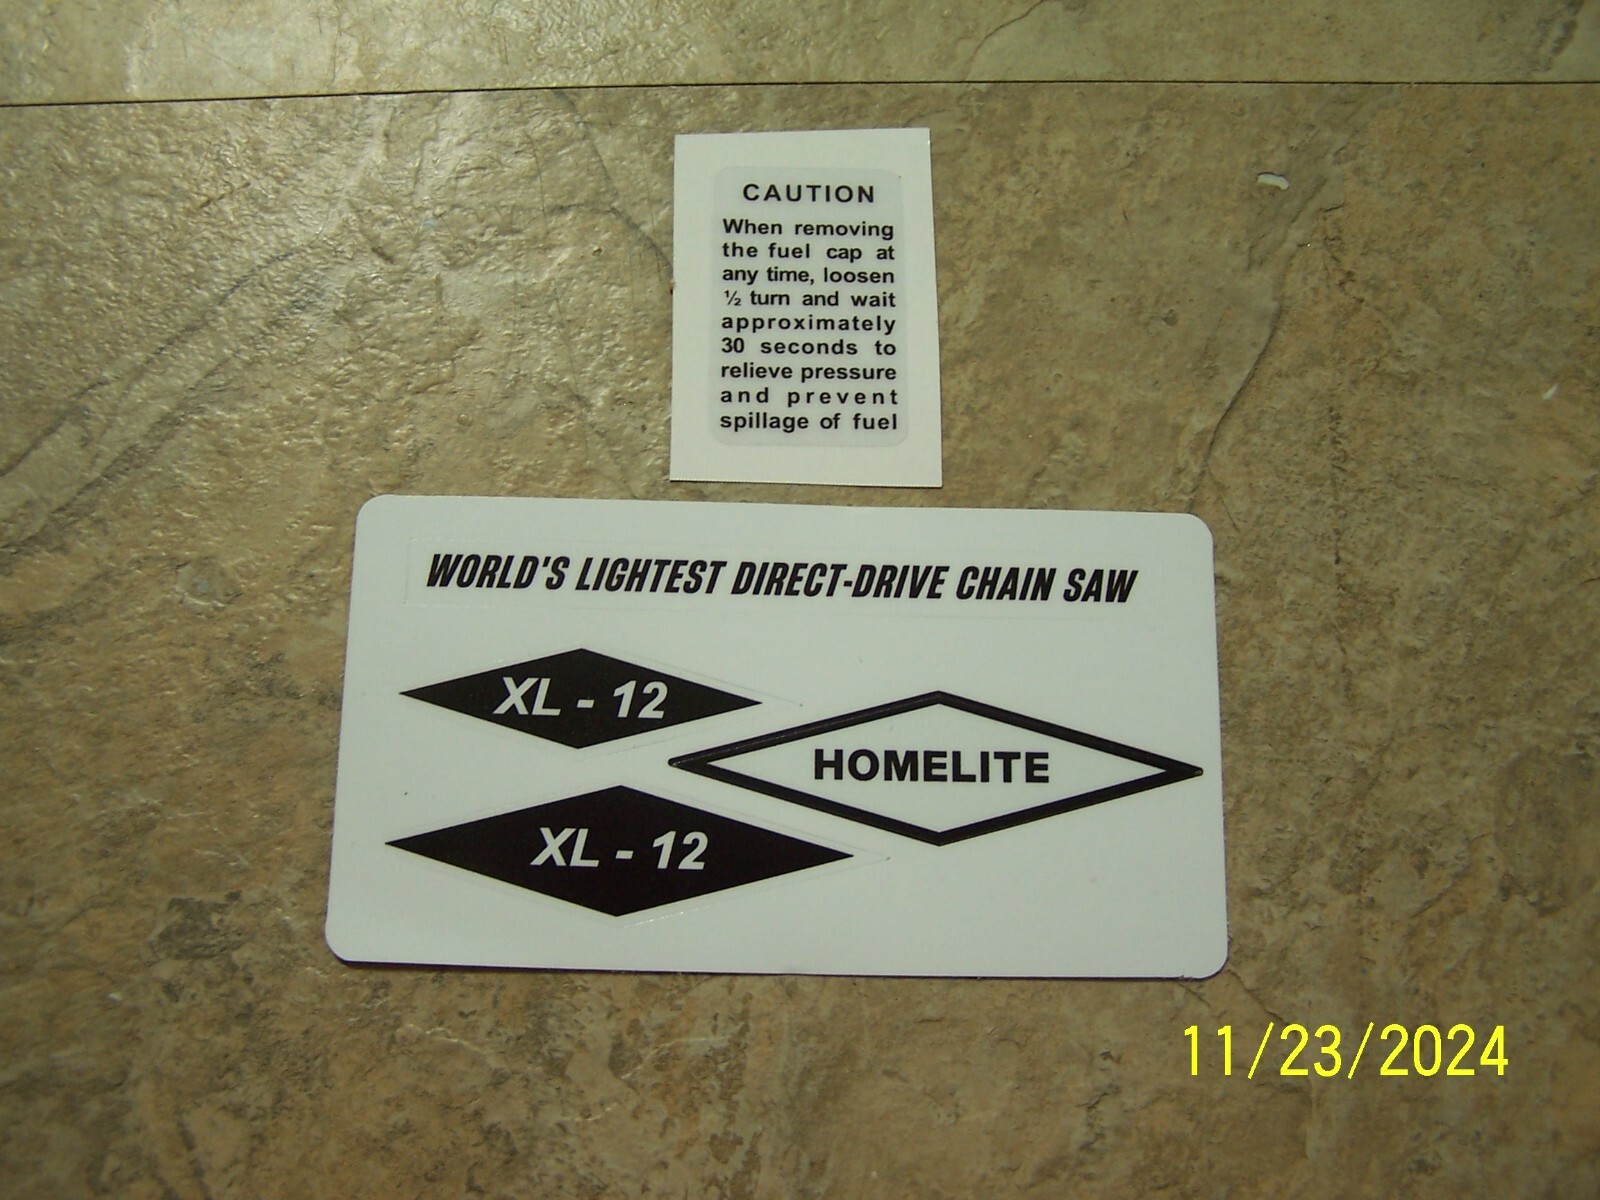 CAUTION
When removing
the fuel cap at
any time, loosen
½ turn and wait
approximately
30 seconds to
relieve pressure
and prevent
spillage of fuel
WORLD'S LIGHTEST DIRECT-DRIVE CHAIN SAW
XL - 12
HOMELITE
XL - 12
11/23/2024